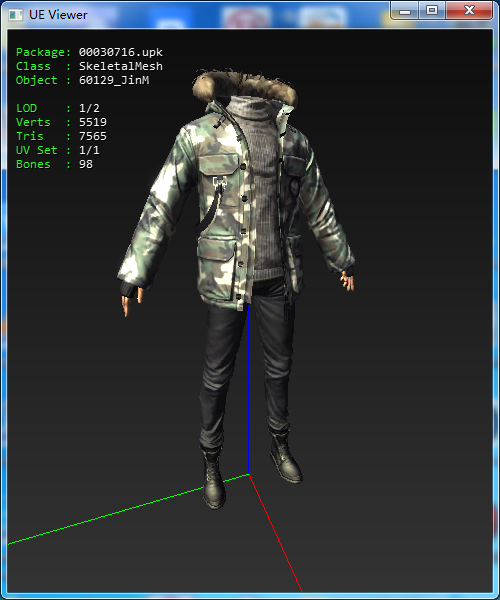 UE Viewer
Package: 00030716.upk
Class : SkeletalMesh
Object : 60129_JinM
LOD : 1/2
Verts : 5519
Tris : 7565
UV Set : 1/1
Bones : 98